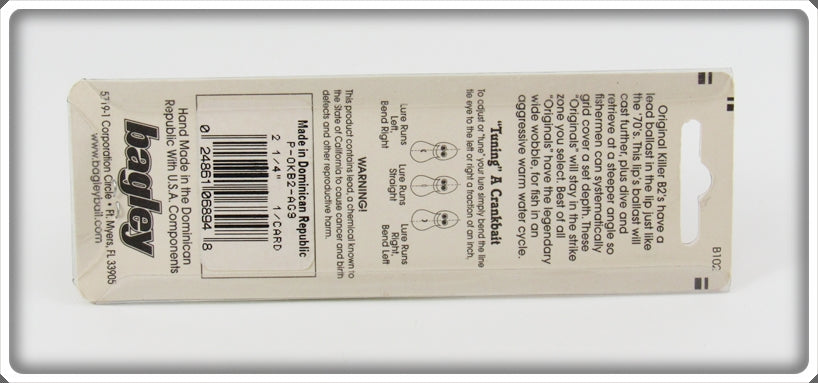 B102
Original Killer B2's have a
lead ballast in the lip just like
the '70's. This lip's ballast will
cast further, plus dive and
retrieve at a steeper angle so
fishermen can systematically
grid cover a set depth. These
"Originals" will stay in the strike
zone you select. Best of all
"Originals" have the legendary
wide wobble, for fish in an
aggressive warm water cycle.
"Tuning" A Crankbait
To adjust or "tune" your lure simply bend the line
tie eye to the left or right a fraction of an inch.
Lure Runs
Left,
Bend Right
Lure Runs
Straight
Lure Runs
Right,
Bend Left
WARNING!
This product contains lead, a chemical known to
the State of California to cause cancer and birth
defects and other reproductive harm.
Made in Dominican Republic
P-OKB2-AG9
2 1/4" 1/CARD
0 24861 05894 8
Hand Made in the Dominican
Republic With U.S.A. Components
bagley
5719-1 Corporation Circle • Ft. Myers, FL 33905
www.bagleybait.com